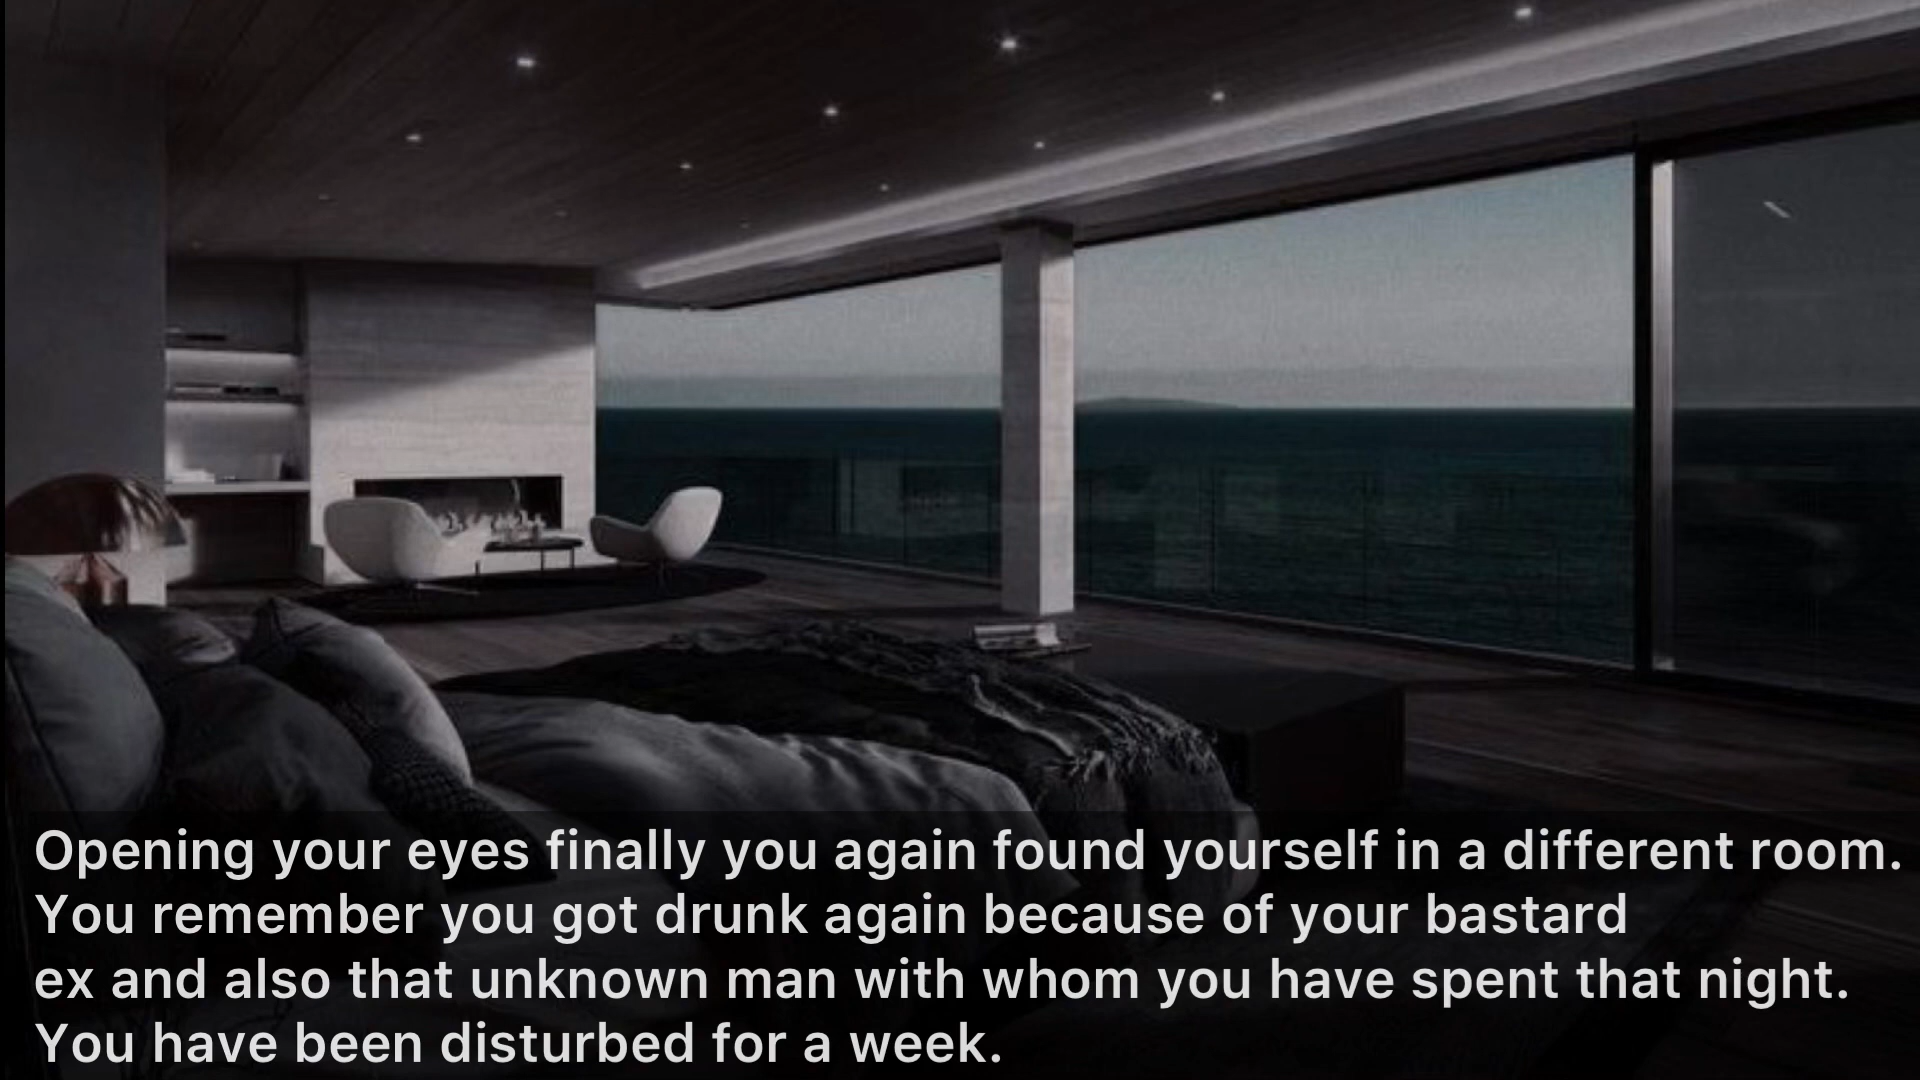 Opening your eyes finally you again found yourself in a different room.
You remember you got drunk again because of your bastard
ex and also that unknown man with whom you have spent that night.
You have been disturbed for a week.